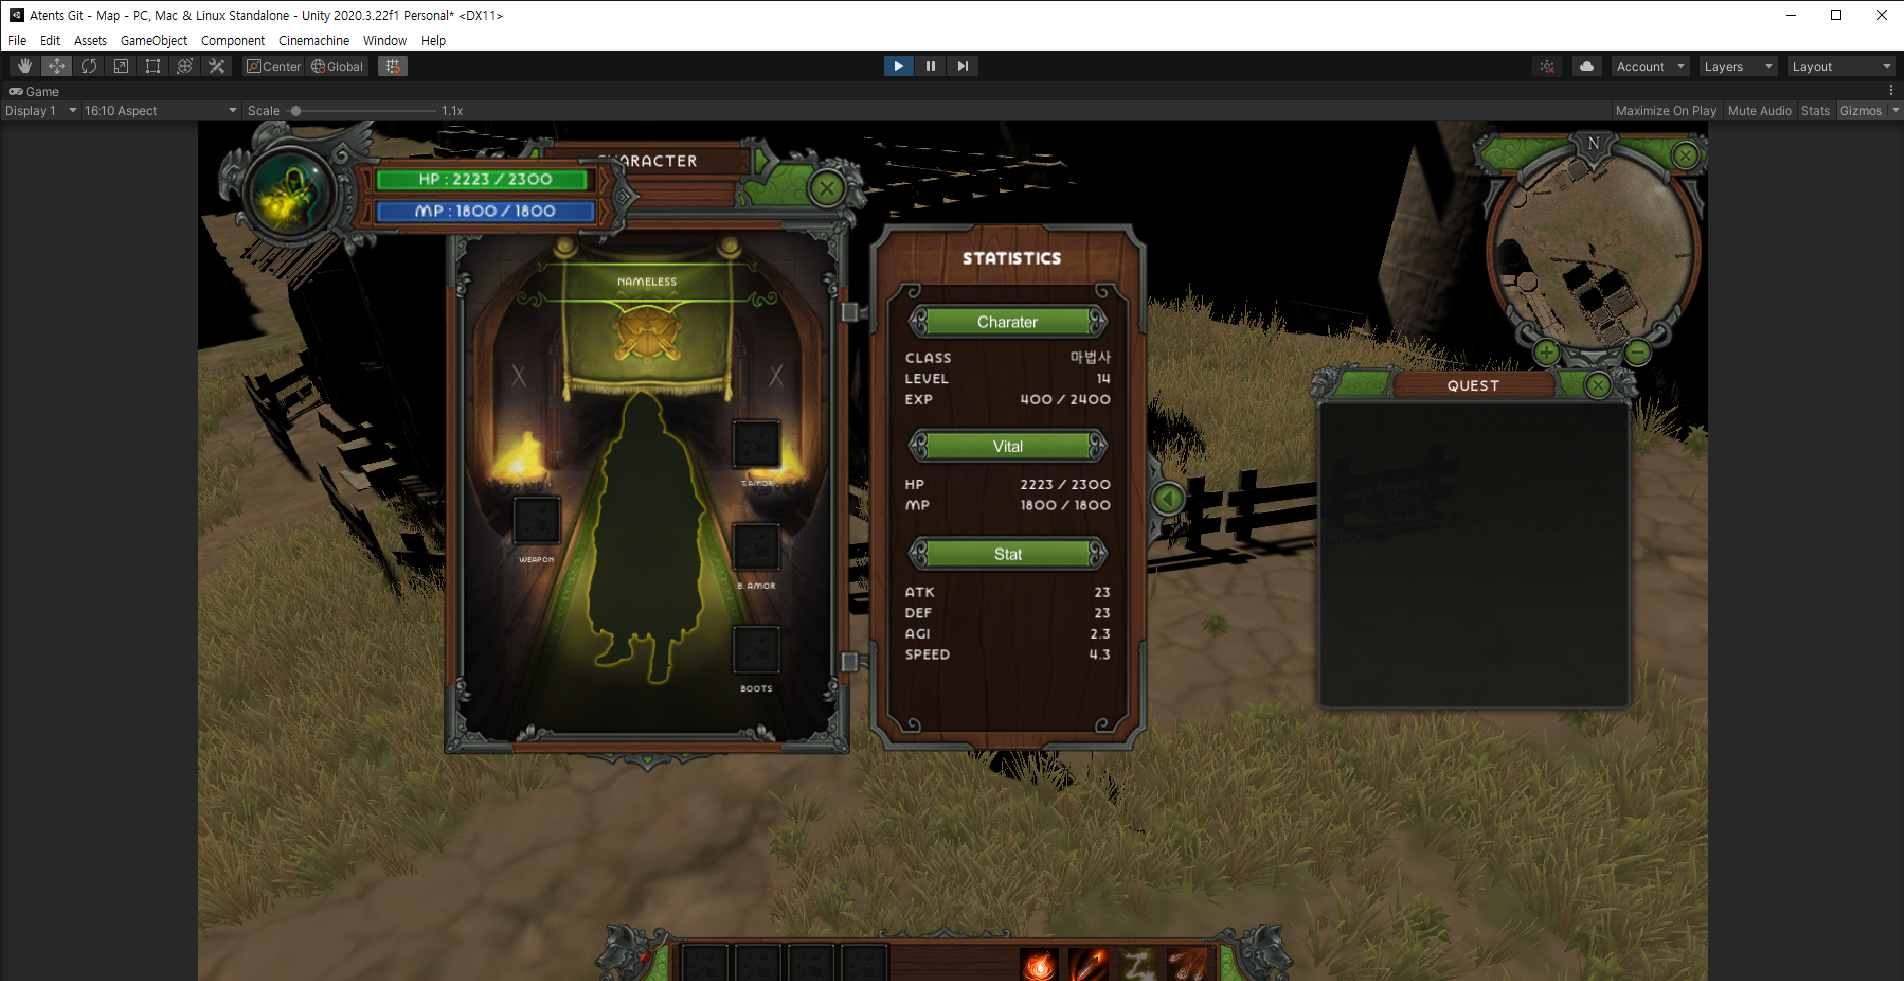 Atents Git - Map - PC, Mac & Linux Standalone - Unity 2020.3.22f1 Personal* <DX11>
File Edit Assets GameObject Component Cinemachine Window Help
Center Global Account Layers Layout
Game
Display 1 16:10 Aspect Scale 1.1x Maximize On Play Mute Audio Stats Gizmos
CHARACTER
HP : 2223 / 2300
MP : 1800 / 1800
N
NAMELESS
T.AMOR
WEAPON
B. AMOR
BOOTS
STATISTICS
Charater
CLASS 마법사
LEVEL 14
EXP 400 / 2400
Vital
HP 2223 / 2300
MP 1800 / 1800
Stat
ATK 23
DEF 23
AGI 2.3
SPEED 4.3
QUEST